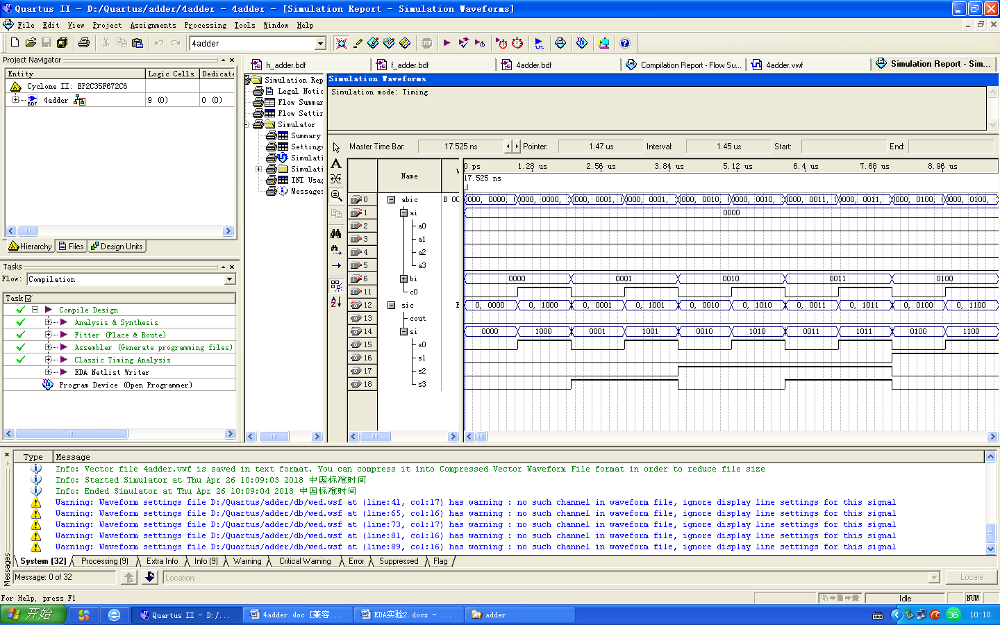 Quartus II - D:/Quartus/adder/4adder - 4adder - [Simulation Report - Simulation Waveforms]
File Edit View Project Assignments Processing Tools Window Help
4adder
Project Navigator
Entity Logic Cells Dedicate
Cyclone II: EP2C35F672C6
4adder 9 (0) 0 (0)
Hierarchy Files Design Units
Tasks
Flow: Compilation
Task
Compile Design
Analysis & Synthesis
Fitter (Place & Route)
Assembler (Generate programming files)
Classic Timing Analysis
EDA Netlist Writer
Program Device (Open Programmer)
h_adder.bdf f_adder.bdf 4adder.bdf Compilation Report - Flow Su... 4adder.vwf Simulation Report - Sim...
Simulation Rep
Legal Notic
Flow Summar
Flow Settin
Simulator
Summary
Settings
Simulati
Simulati
INI Usag
Messages
Simulation Waveforms
Simulation mode: Timing
Master Time Bar: 17.525 ns Pointer: 1.47 us Interval: 1.45 us Start: End:
Name
0 ps 1.28 us 2.56 us 3.84 us 5.12 us 6.4 us 7.68 us 8.96 us
17.525 ns
0 abic B 00 0000, 0000, 0000, 0000, 0000, 0001, 0000, 0001, 0000, 0010, 0000, 0010, 0000, 0011, 0000, 0011, 0000, 0100, 0000, 0100,
1 ai 0000
2 a0
3 a1
4 a2
5 a3
6 bi 0000 0001 0010 0011 0100
11 c0
12 sic B 0, 0000 0, 1000 0, 0001 0, 1001 0, 0010 0, 1010 0, 0011 0, 1011 0, 0100 0, 1100
13 cout
14 si 0000 1000 0001 1001 0010 1010 0011 1011 0100 1100
15 s0
16 s1
17 s2
18 s3
Type Message
Info: Vector file 4adder.vwf is saved in text format. You can compress it into Compressed Vector Waveform File format in order to reduce file size
Info: Started Simulator at Thu Apr 26 10:09:03 2018 中国标准时间
Info: Ended Simulator at Thu Apr 26 10:09:04 2018 中国标准时间
Warning: Waveform settings file D:/Quartus/adder/db/wed.wsf at (line:41, col:17) has warning : no such channel in waveform file, ignore display line settings for this signal
Warning: Waveform settings file D:/Quartus/adder/db/wed.wsf at (line:65, col:16) has warning : no such channel in waveform file, ignore display line settings for this signal
Warning: Waveform settings file D:/Quartus/adder/db/wed.wsf at (line:73, col:17) has warning : no such channel in waveform file, ignore display line settings for this signal
Warning: Waveform settings file D:/Quartus/adder/db/wed.wsf at (line:81, col:16) has warning : no such channel in waveform file, ignore display line settings for this signal
Warning: Waveform settings file D:/Quartus/adder/db/wed.wsf at (line:89, col:16) has warning : no such channel in waveform file, ignore display line settings for this signal
System (32) Processing (9) Extra Info Info (9) Warning Critical Warning Error Suppressed Flag
Messages
Message: 0 of 32 Location: Locate
For Help, press F1 Idle NUM
开始 Quartus II - D:/... 4adder.doc [兼容... EDA实验2.docx - ... adder 36 10:10